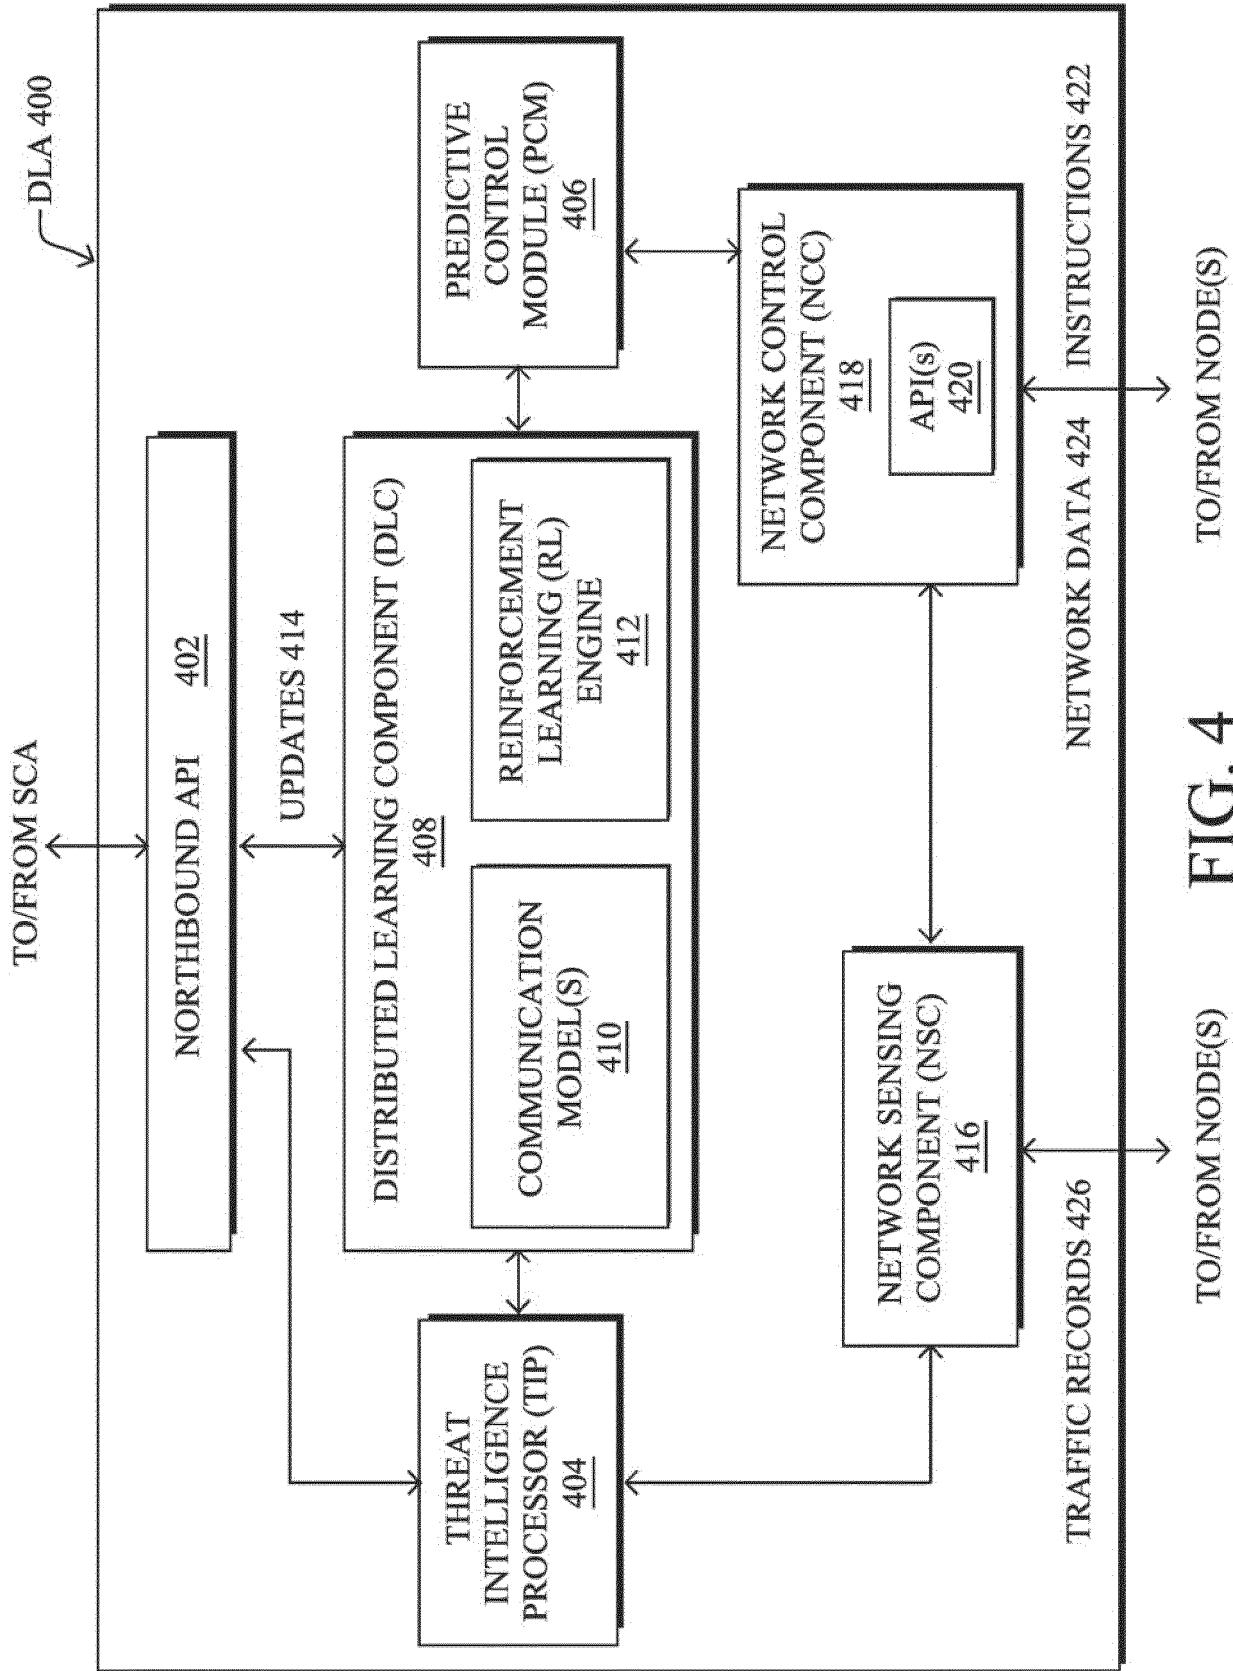 DLA 400
TO/FROM SCA
NORTHBOUND API 402
UPDATES 414
THREAT
INTELLIGENCE
PROCESSOR (TIP)
404
DISTRIBUTED LEARNING COMPONENT (DLC)
408
COMMUNICATION
MODEL(S)
410
REINFORCEMENT
LEARNING (RL)
ENGINE
412
PREDICTIVE
CONTROL
MODULE (PCM)
406
NETWORK SENSING
COMPONENT (NSC)
416
NETWORK CONTROL
COMPONENT (NCC)
418
API(s)
420
TRAFFIC RECORDS 426
NETWORK DATA 424
INSTRUCTIONS 422
TO/FROM NODE(S)
TO/FROM NODE(S)
FIG. 4